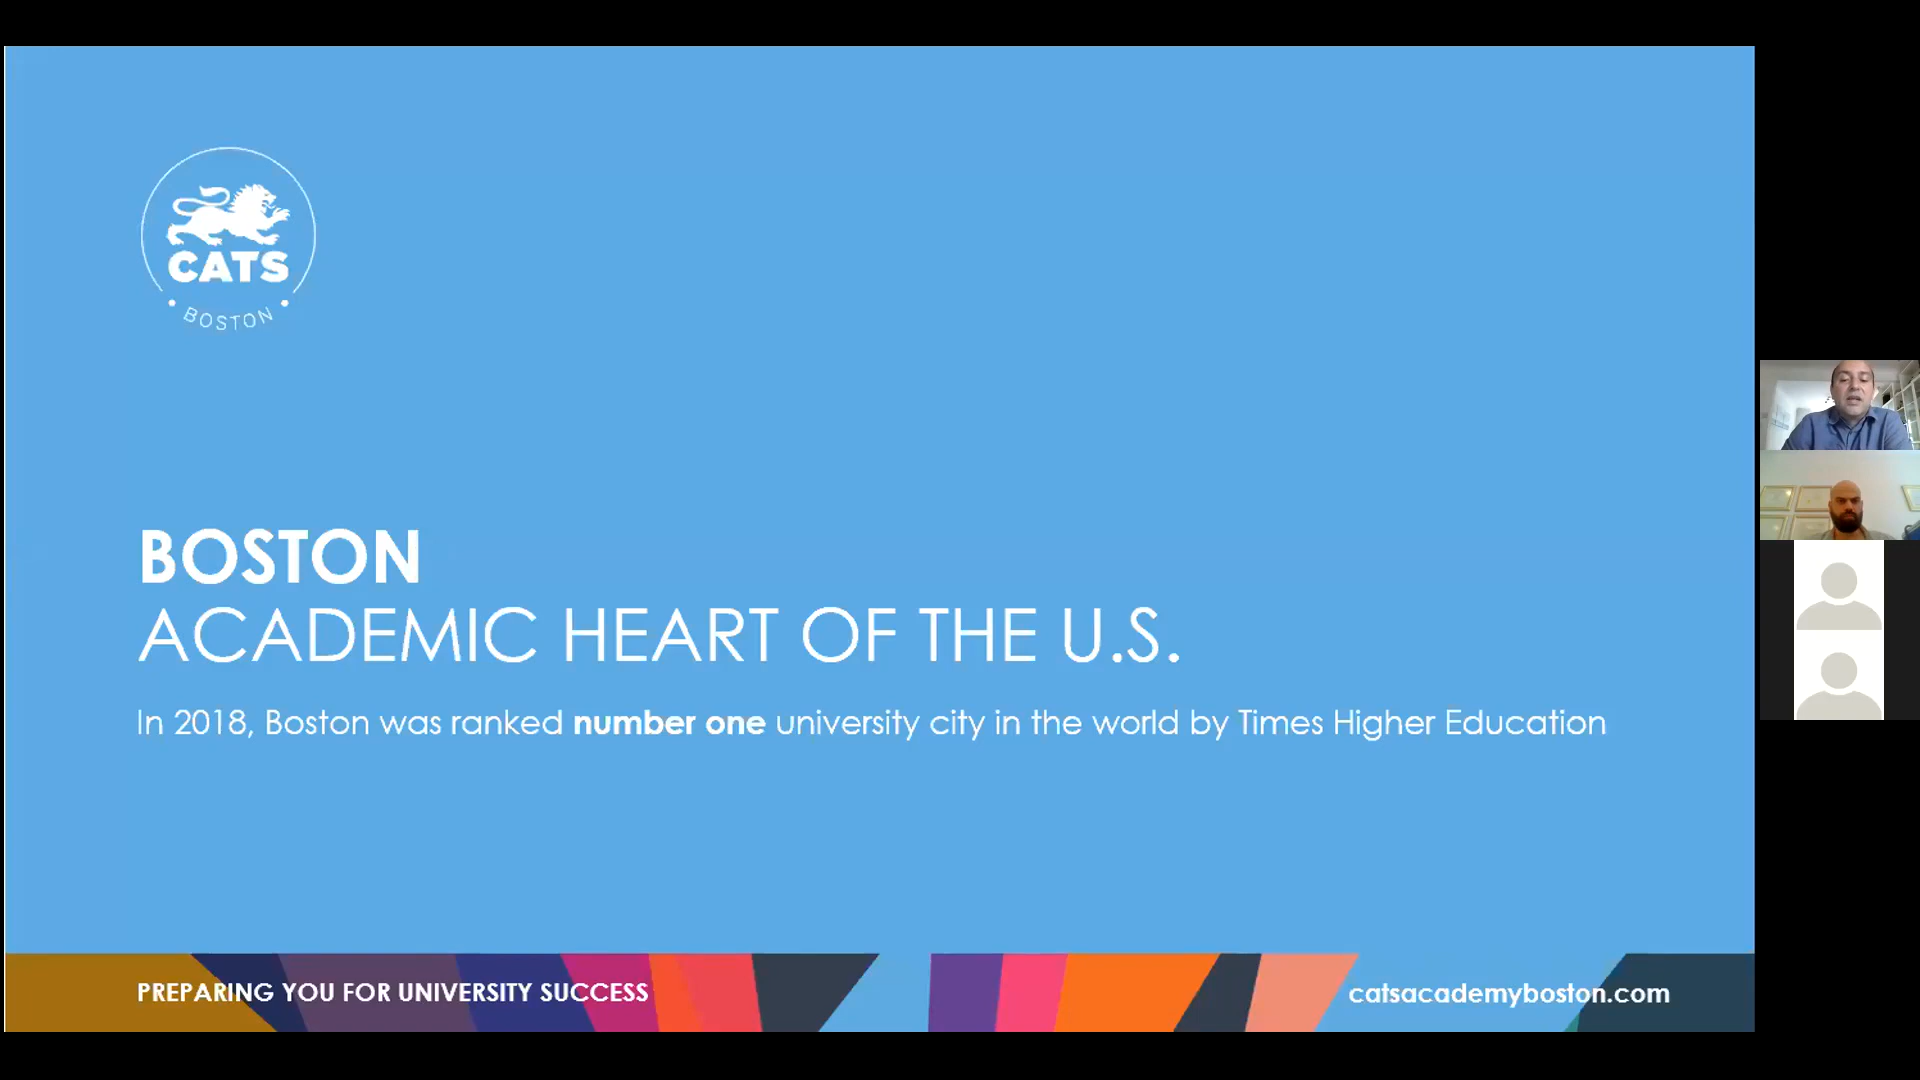 CATS
BOSTON
BOSTON
ACADEMIC HEART OF THE U.S.
In 2018, Boston was ranked number one university city in the world by Times Higher Education
PREPARING YOU FOR UNIVERSITY SUCCESS
catsacademyboston.com